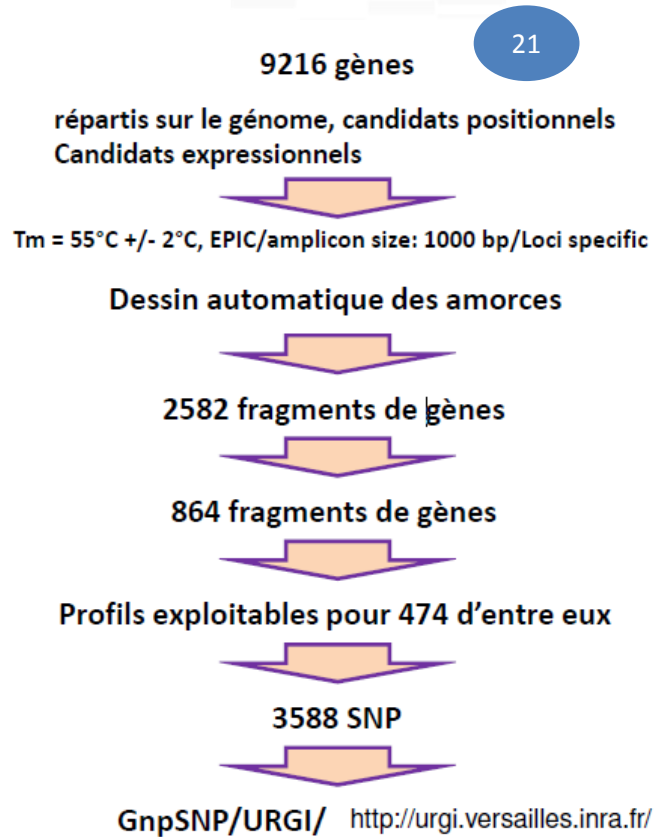 21
9216 gènes
répartis sur le génome, candidats positionnels
Candidats expressionnels
Tm = 55°C +/- 2°C, EPIC/amplicon size: 1000 bp/Loci specific
Dessin automatique des amorces
2582 fragments de gènes
864 fragments de gènes
Profils exploitables pour 474 d'entre eux
3588 SNP
GnpSNP/URGI/ http://urgi.versailles.inra.fr/